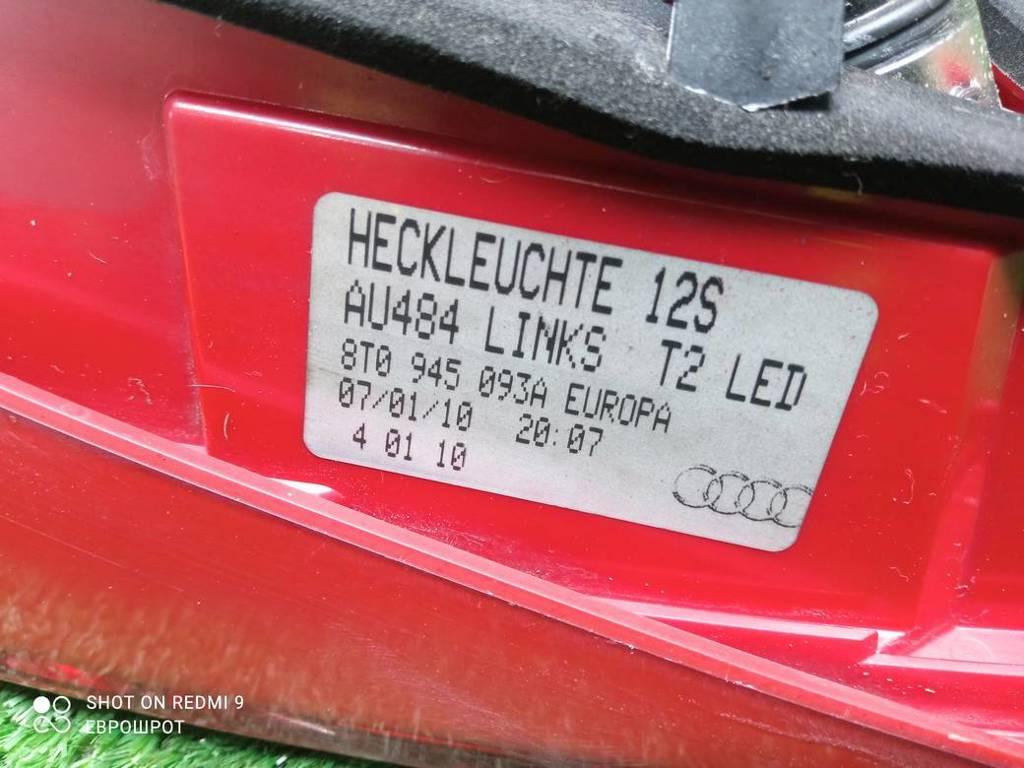 HECKLEUCHTE 12S
AU484 LINKS T2 LED
8T0 945 093A EUROPA
07/01/10 20:07
4 01 10
SHOT ON REDMI 9
ЕВРОШРОТ